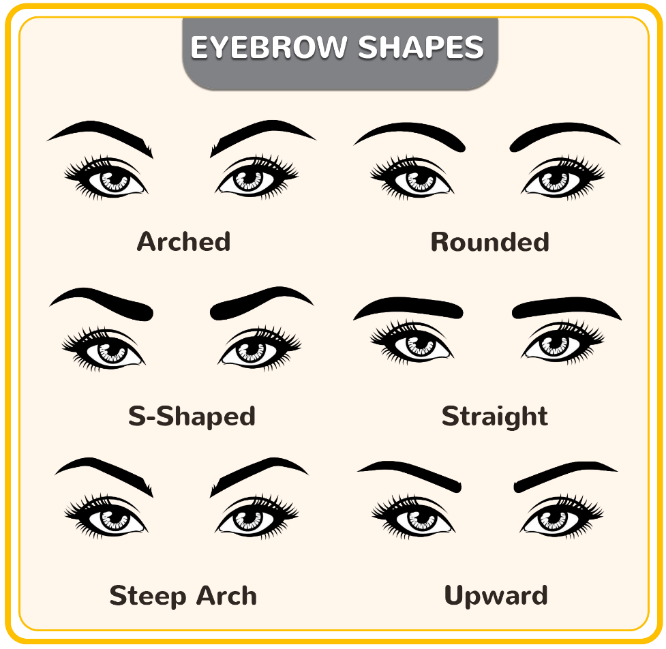 EYEBROW SHAPES
Arched
Rounded
S-Shaped
Straight
Steep Arch
Upward